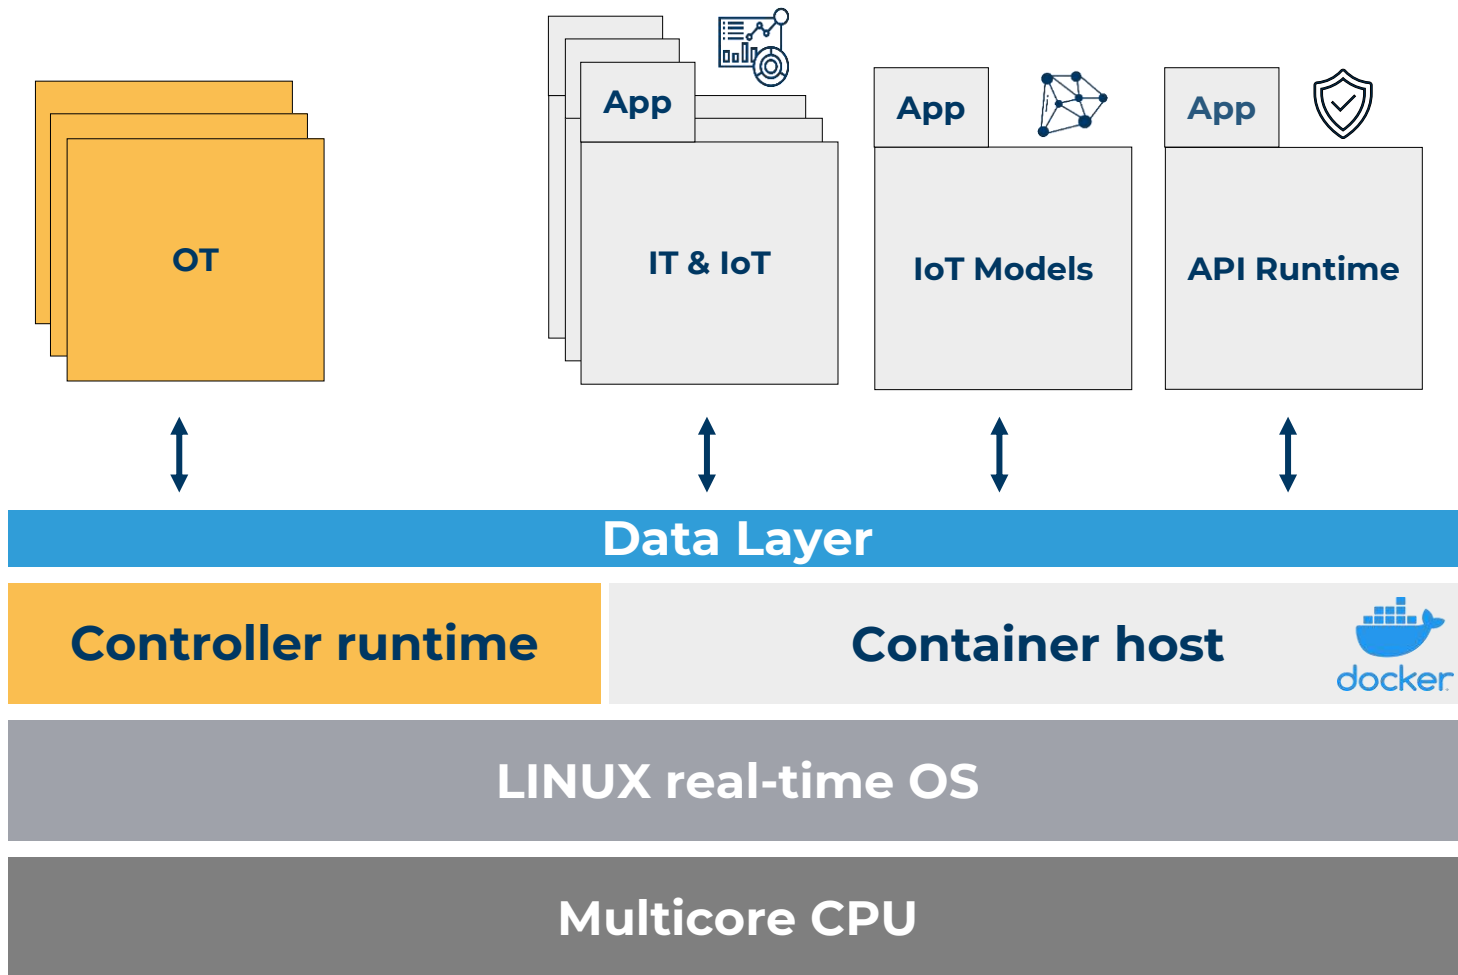 App
App
App
OT
IT & IoT
IoT Models
API Runtime
Data Layer
Controller runtime
Container host
docker
LINUX real-time OS
Multicore CPU